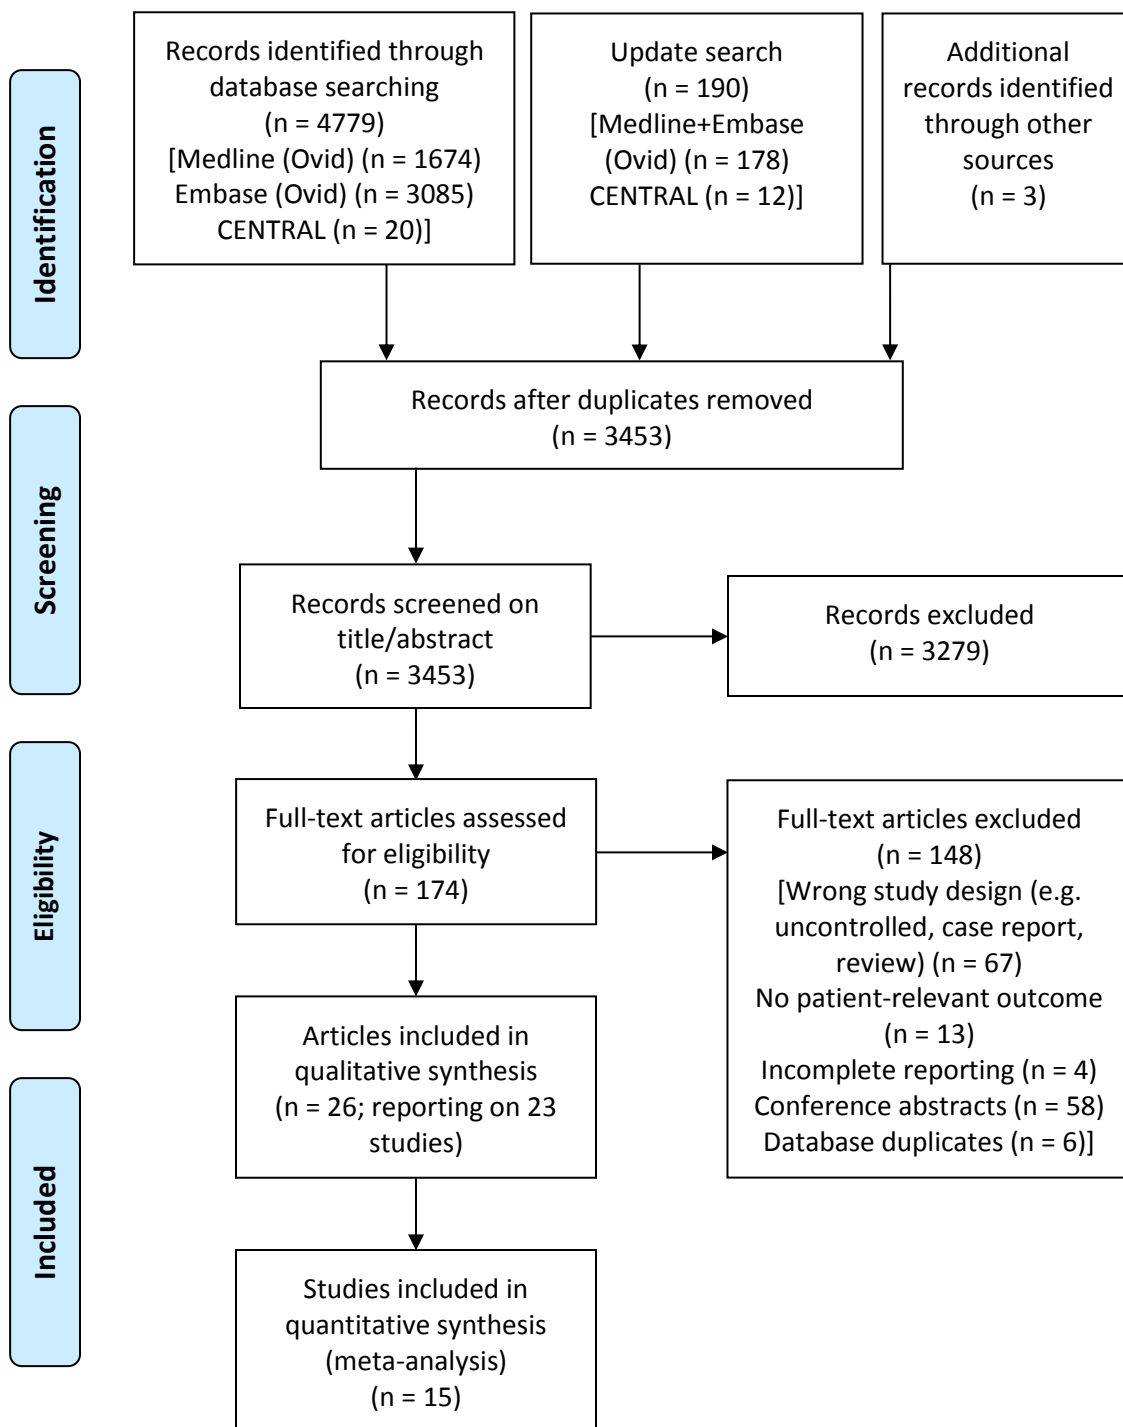 Identification
Records identified through
database searching
(n = 4779)
[Medline (Ovid) (n = 1674)
Embase (Ovid) (n = 3085)
CENTRAL (n = 20)]
Update search
(n = 190)
[Medline+Embase
(Ovid) (n = 178)
CENTRAL (n = 12)]
Additional
records identified
through other
sources
(n = 3)
Records after duplicates removed
(n = 3453)
Screening
Records screened on
title/abstract
(n = 3453)
Records excluded
(n = 3279)
Eligibility
Full-text articles assessed
for eligibility
(n = 174)
Full-text articles excluded
(n = 148)
[Wrong study design (e.g.
uncontrolled, case report,
review) (n = 67)
No patient-relevant outcome
(n = 13)
Incomplete reporting (n = 4)
Conference abstracts (n = 58)
Database duplicates (n = 6)]
Articles included in
qualitative synthesis
(n = 26; reporting on 23
studies)
Included
Studies included in
quantitative synthesis
(meta-analysis)
(n = 15)